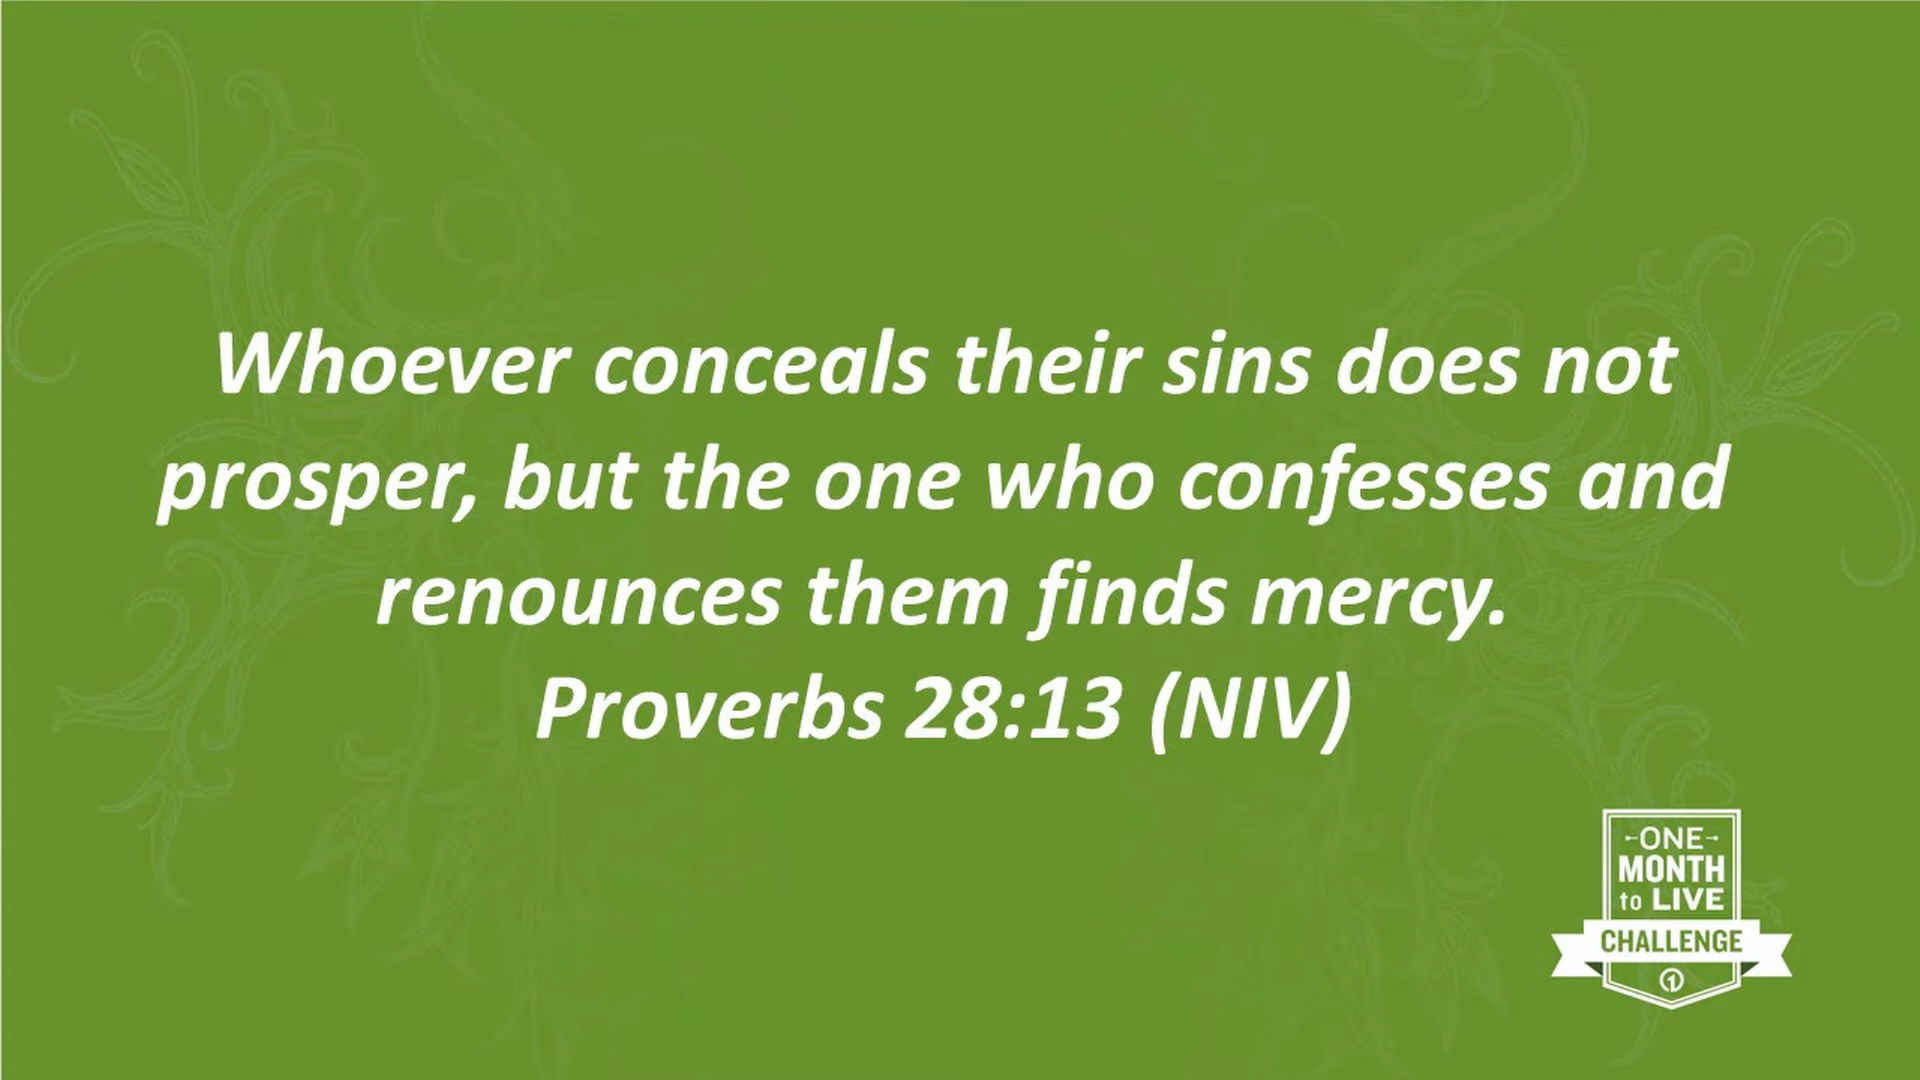 Whoever conceals their sins does not
prosper, but the one who confesses and
renounces them finds mercy.
Proverbs 28:13 (NIV)
ONE
MONTH
to LIVE
CHALLENGE
1